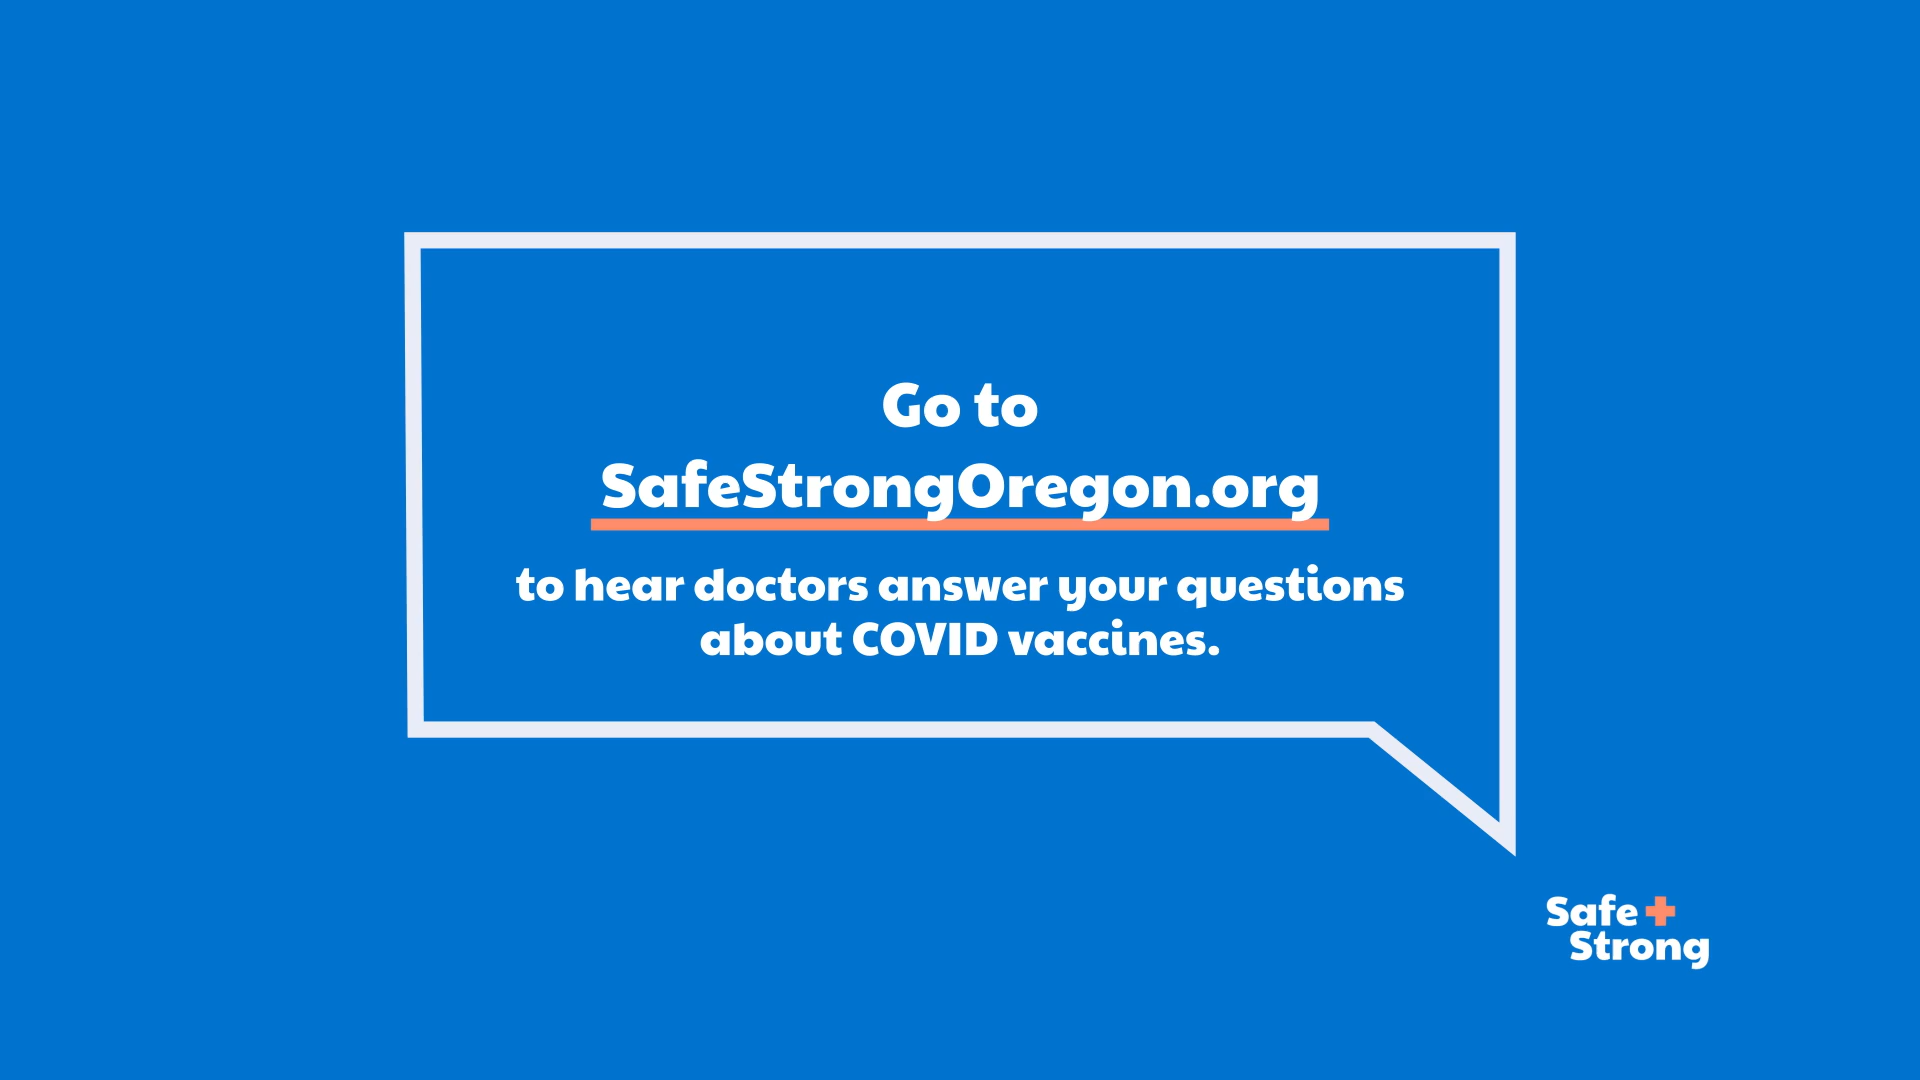 Go to
SafeStrongOregon.org
to hear doctors answer your questions
about COVID vaccines.
Safe+
Strong